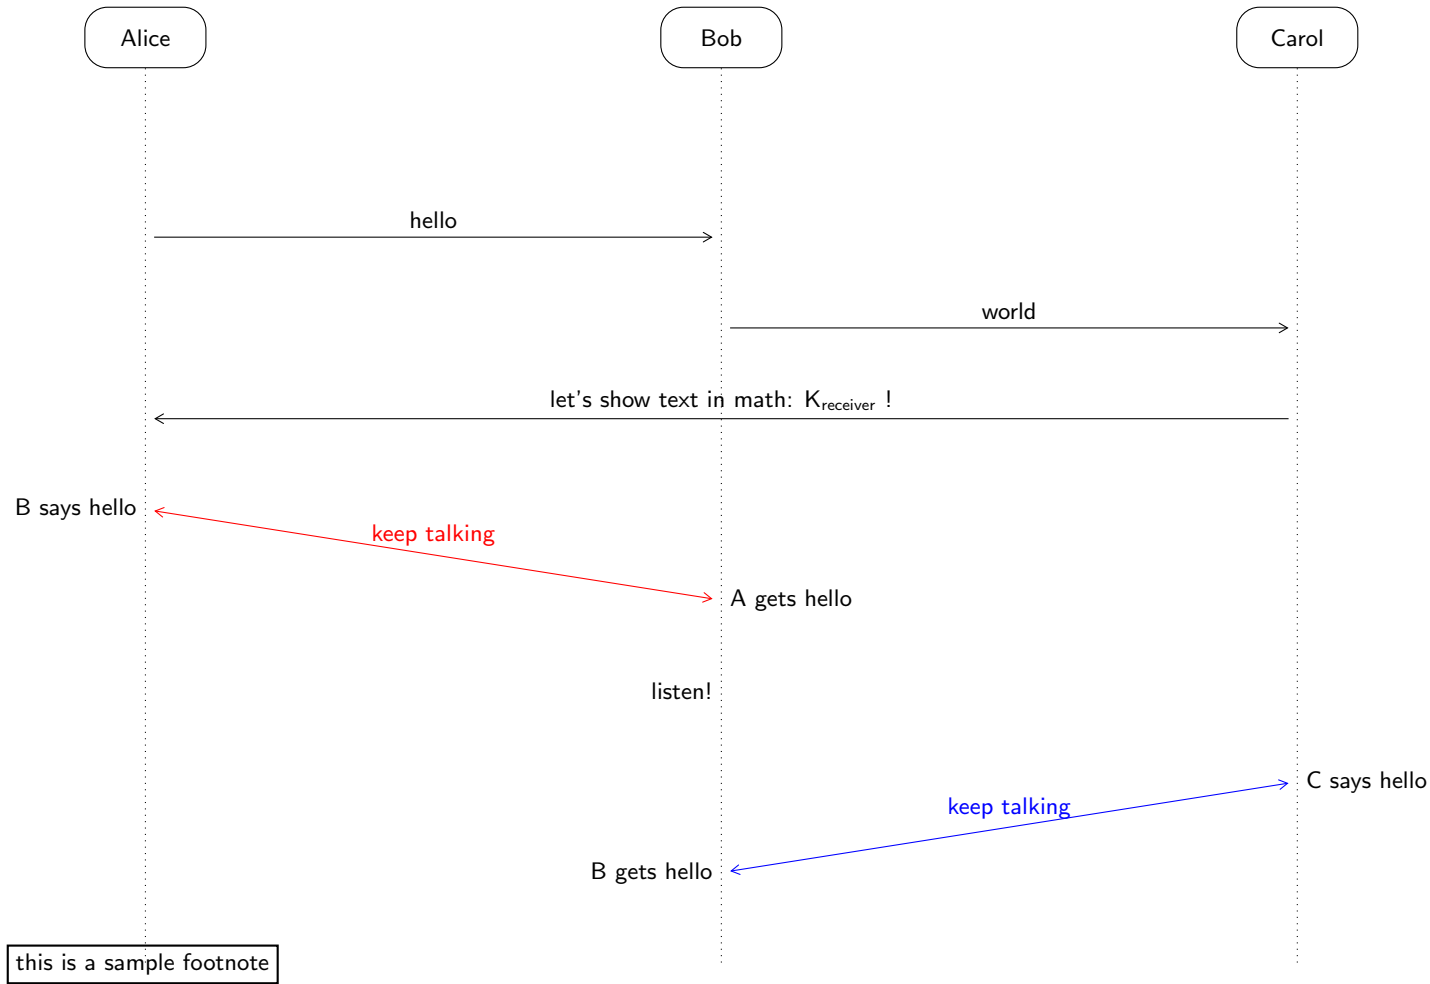 Alice
Bob
Carol
hello
world
let's show text in math: K_receiver !
B says hello
keep talking
A gets hello
listen!
C says hello
keep talking
B gets hello
this is a sample footnote